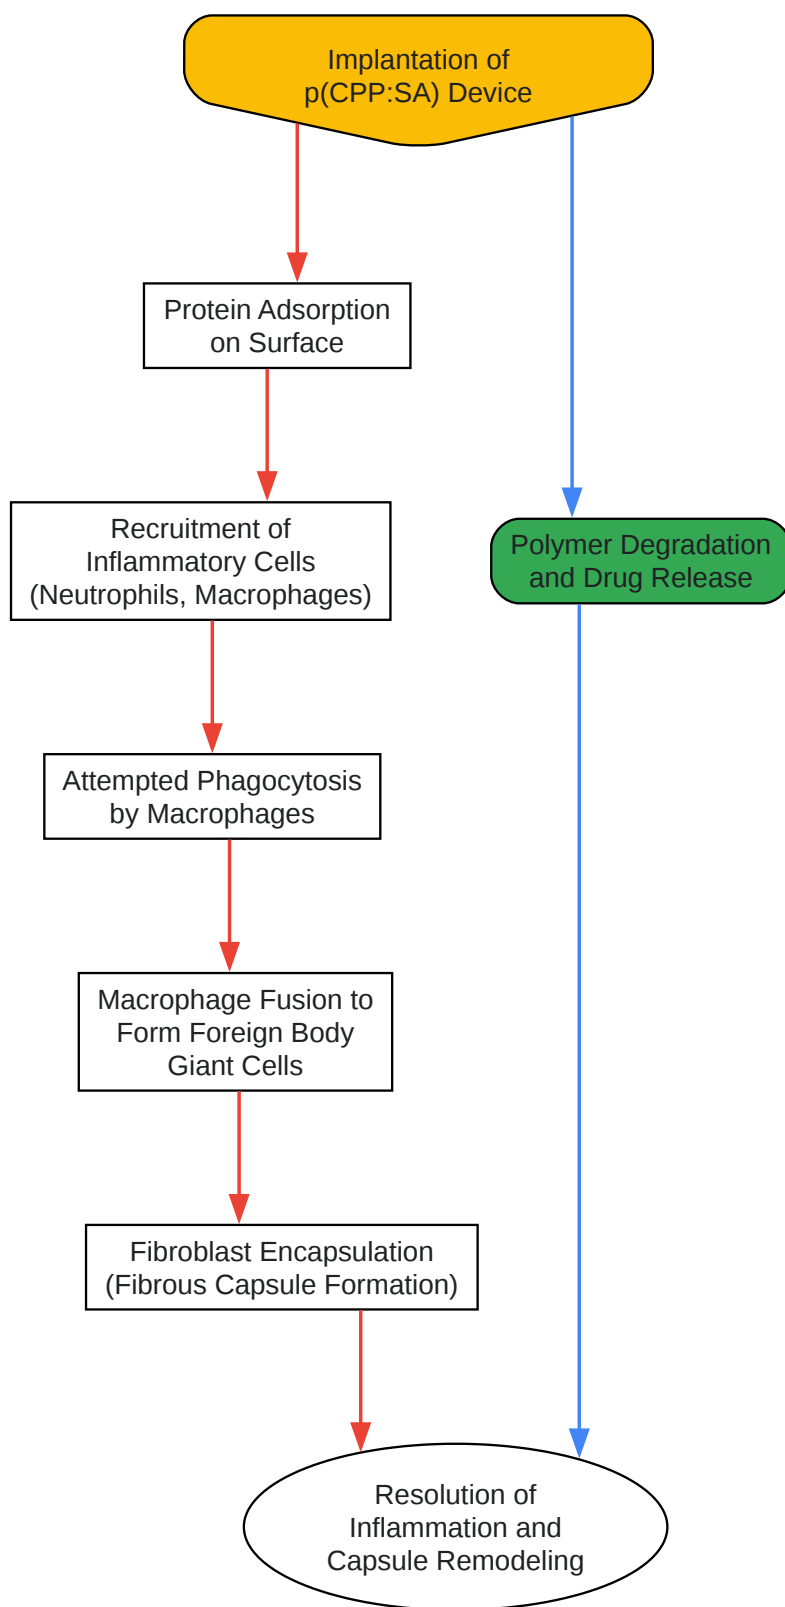 Implantation of
p(CPP:SA) Device
Protein Adsorption
on Surface
Recruitment of
Inflammatory Cells
(Neutrophils, Macrophages)
Polymer Degradation
and Drug Release
Attempted Phagocytosis
by Macrophages
Macrophage Fusion to
Form Foreign Body
Giant Cells
Fibroblast Encapsulation
(Fibrous Capsule Formation)
Resolution of
Inflammation and
Capsule Remodeling